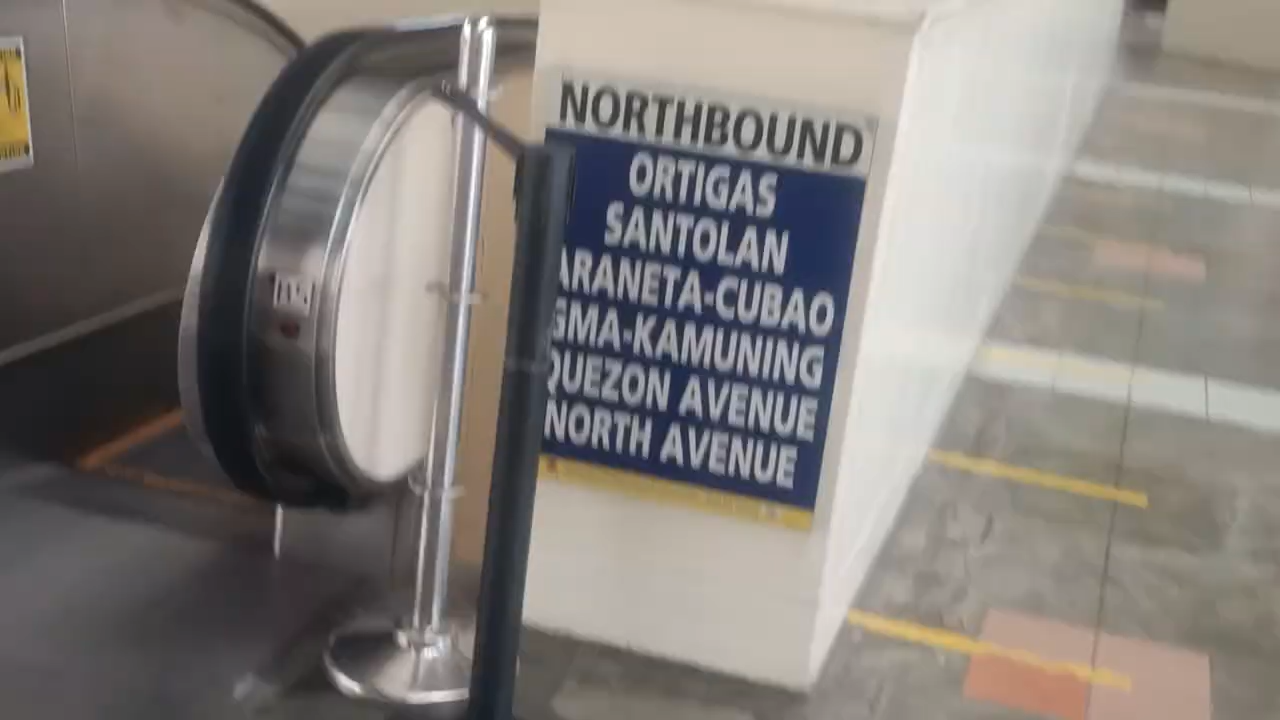 NORTHBOUND
ORTIGAS
SANTOLAN
ARANETA-CUBAO
GMA-KAMUNING
QUEZON AVENUE
NORTH AVENUE